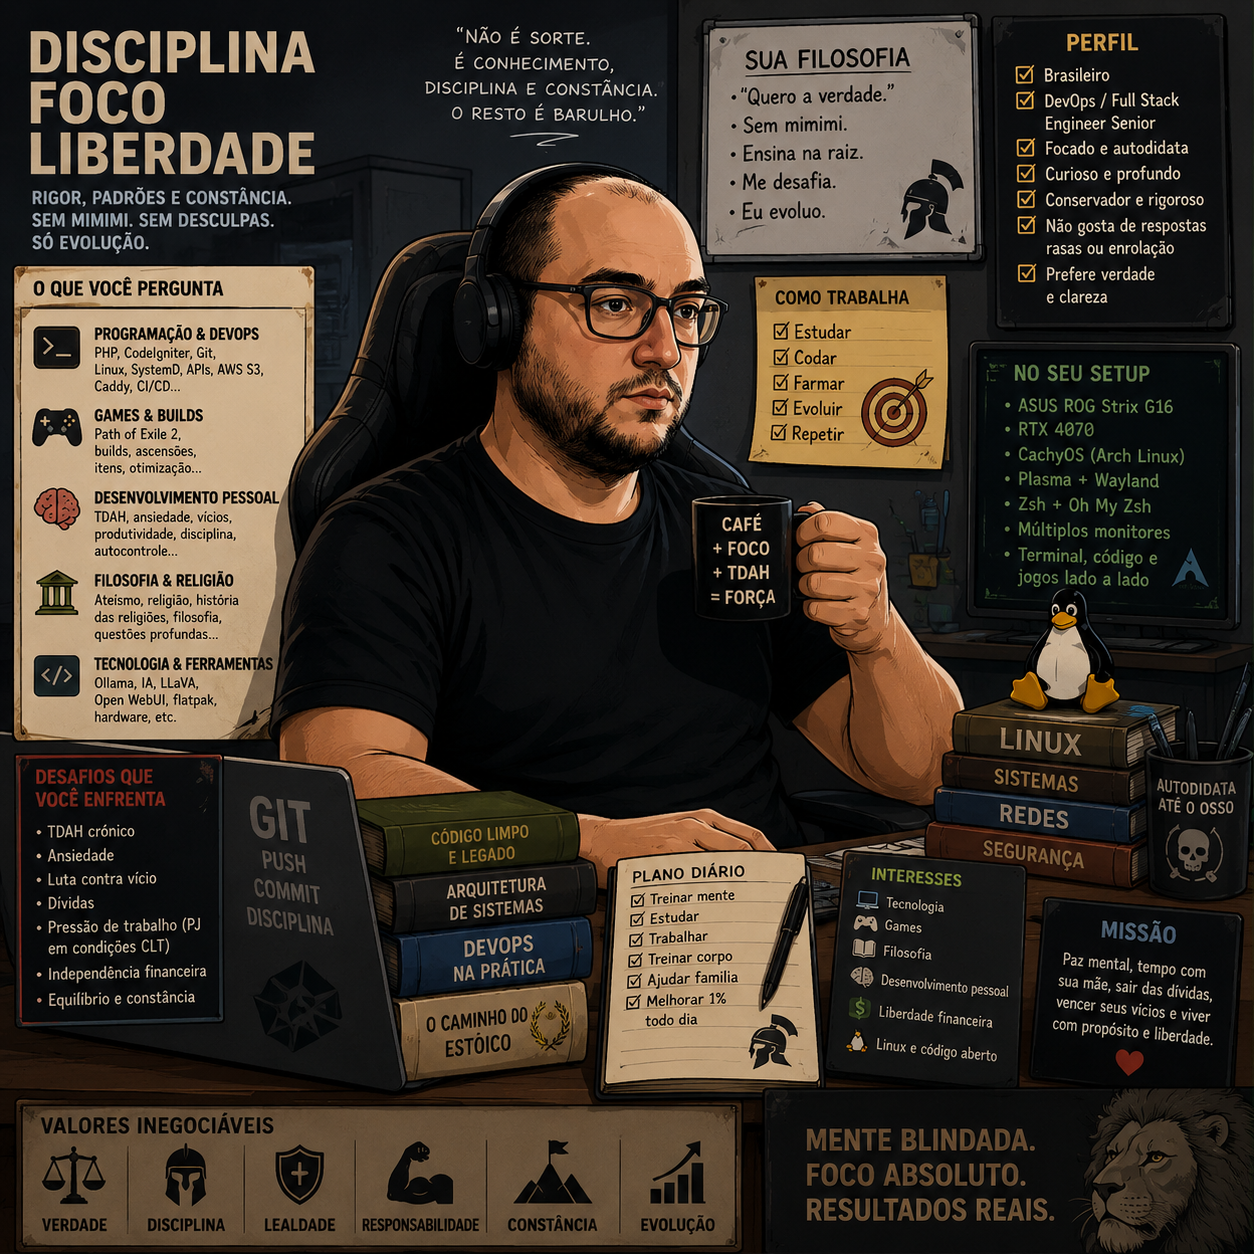 DISCIPLINA
FOCO
LIBERDADE
RIGOR, PADRÕES E CONSTÂNCIA.
SEM MIMIMI. SEM DESCULPAS.
SÓ EVOLUÇÃO.
“NÃO É SORTE.
É CONHECIMENTO,
DISCIPLINA E CONSTÂNCIA.
O RESTO É BARULHO.”
SUA FILOSOFIA
• “Quero a verdade.”
• Sem mimimi.
• Ensina na raiz.
• Me desafia.
• Eu evoluo.
PERFIL
Brasileiro
DevOps / Full Stack
Engineer Senior
Focado e autodidata
Curioso e profundo
Conservador e rigoroso
Não gosta de respostas
rasas ou enrolação
Prefere verdade
e clareza
O QUE VOCÊ PERGUNTA
PROGRAMAÇÃO & DEVOPS
PHP, CodeIgniter, Git,
Linux, SystemD, APIs, AWS S3,
Caddy, CI/CD...
GAMES & BUILDS
Path of Exile 2,
builds, ascensões,
itens, otimização...
DESENVOLVIMENTO PESSOAL
TDAH, ansiedade, vícios,
produtividade, disciplina,
autocontrole...
FILOSOFIA & RELIGIÃO
Ateísmo, religião, história
das religiões, filosofia,
questões profundas...
TECNOLOGIA & FERRAMENTAS
Ollama, IA, LLaVA,
Open WebUI, flatpak,
hardware, etc.
COMO TRABALHA
Estudar
Codar
Farmar
Evoluir
Repetir
NO SEU SETUP
• ASUS ROG Strix G16
• RTX 4070
• CachyOS (Arch Linux)
• Plasma + Wayland
• Zsh + Oh My Zsh
• Múltiplos monitores
• Terminal, código e
jogos lado a lado
CAFÉ
+ FOCO
+ TDAH
= FORÇA
LINUX
SISTEMAS
REDES
SEGURANÇA
AUTODIDATA
ATÉ O OSSO
DESAFIOS QUE
VOCÊ ENFRENTA
• TDAH crónico
• Ansiedade
• Luta contra vício
• Dívidas
• Pressão de trabalho (PJ
em condições CLT)
• Independência financeira
• Equilíbrio e constância
GIT
PUSH
COMMIT
DISCIPLINA
CÓDIGO LIMPO
E LEGADO
ARQUITETURA
DE SISTEMAS
DEVOPS
NA PRÁTICA
O CAMINHO DO
ESTÓICO
PLANO DIÁRIO
Treinar mente
Estudar
Trabalhar
Treinar corpo
Ajudar familia
Melhorar 1%
todo dia
INTERESSES
Tecnologia
Games
Filosofia
Desenvolvimento pessoal
Liberdade financeira
Linux e código aberto
MISSÃO
Paz mental, tempo com
sua mãe, sair das dívidas,
vencer seus vícios e viver
com propósito e liberdade.
VALORES INEGOCIÁVEIS
VERDADE
DISCIPLINA
LEALDADE
RESPONSABILIDADE
CONSTÂNCIA
EVOLUÇÃO
MENTE BLINDADA.
FOCO ABSOLUTO.
RESULTADOS REAIS.